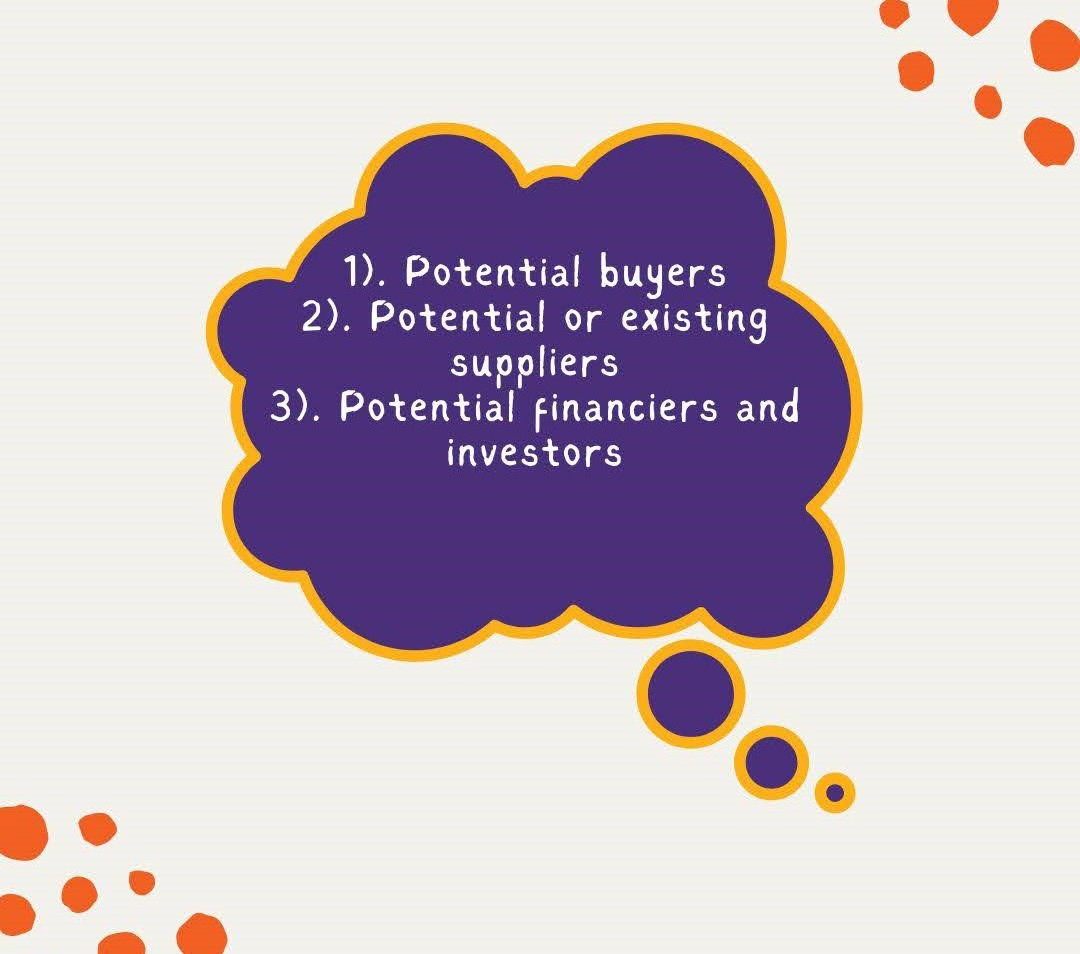 1). Potential buyers
2). Potential or existing
suppliers
3). Potential financiers and
investors